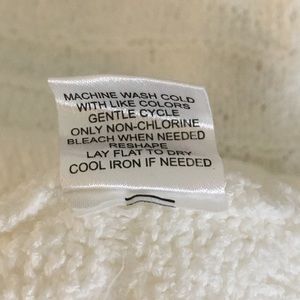 MACHINE WASH COLD
WITH LIKE COLORS
GENTLE CYCLE
ONLY NON-CHLORINE
BLEACH WHEN NEEDED
RESHAPE
LAY FLAT TO DRY
COOL IRON IF NEEDED